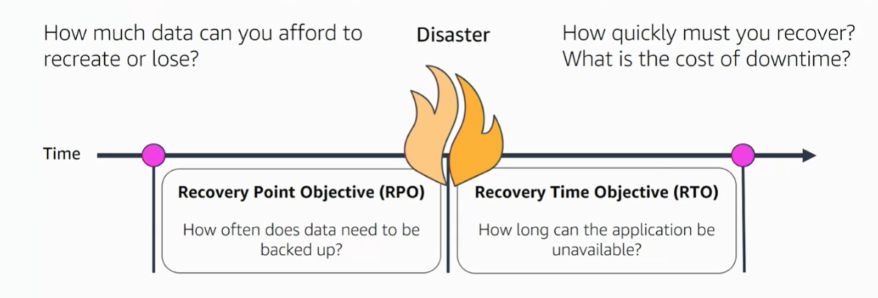 How much data can you afford to
recreate or lose?
Disaster
How quickly must you recover?
What is the cost of downtime?
Time
Recovery Point Objective (RPO)
How often does data need to be
backed up?
Recovery Time Objective (RTO)
How long can the application be
unavailable?